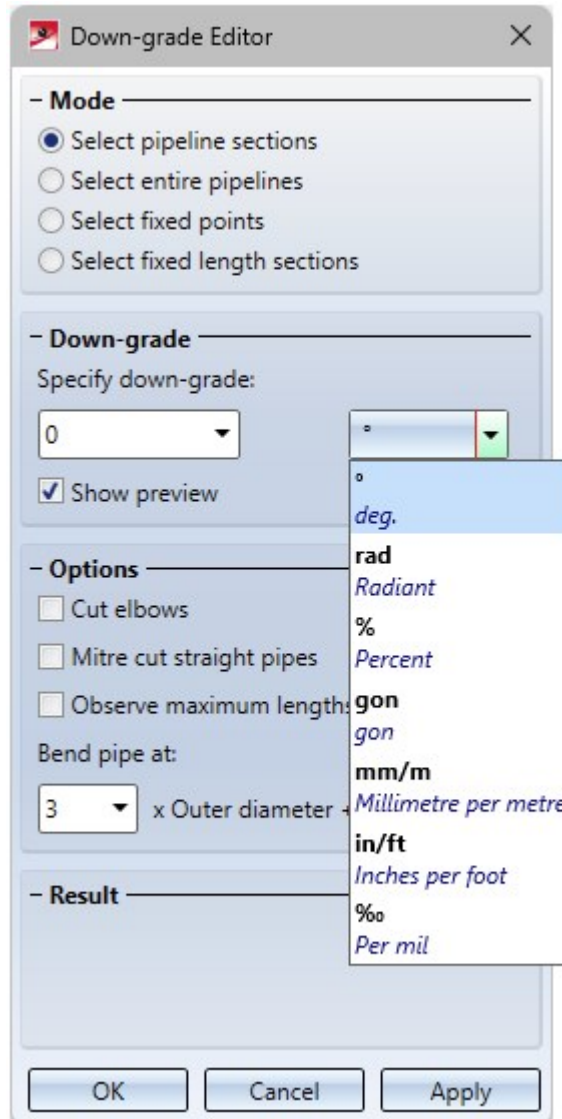 Down-grade Editor
Mode
Select pipeline sections
Select entire pipelines
Select fixed points
Select fixed length sections
Down-grade
Specify down-grade:
0 °
Show preview
°
deg.
rad
Radiant
%
Percent
gon
gon
mm/m
Millimetre per metre
in/ft
Inches per foot
‰
Per mil
Options
Cut elbows
Mitre cut straight pipes
Observe maximum lengths
Bend pipe at:
3 x Outer diameter +
Result
OK Cancel Apply